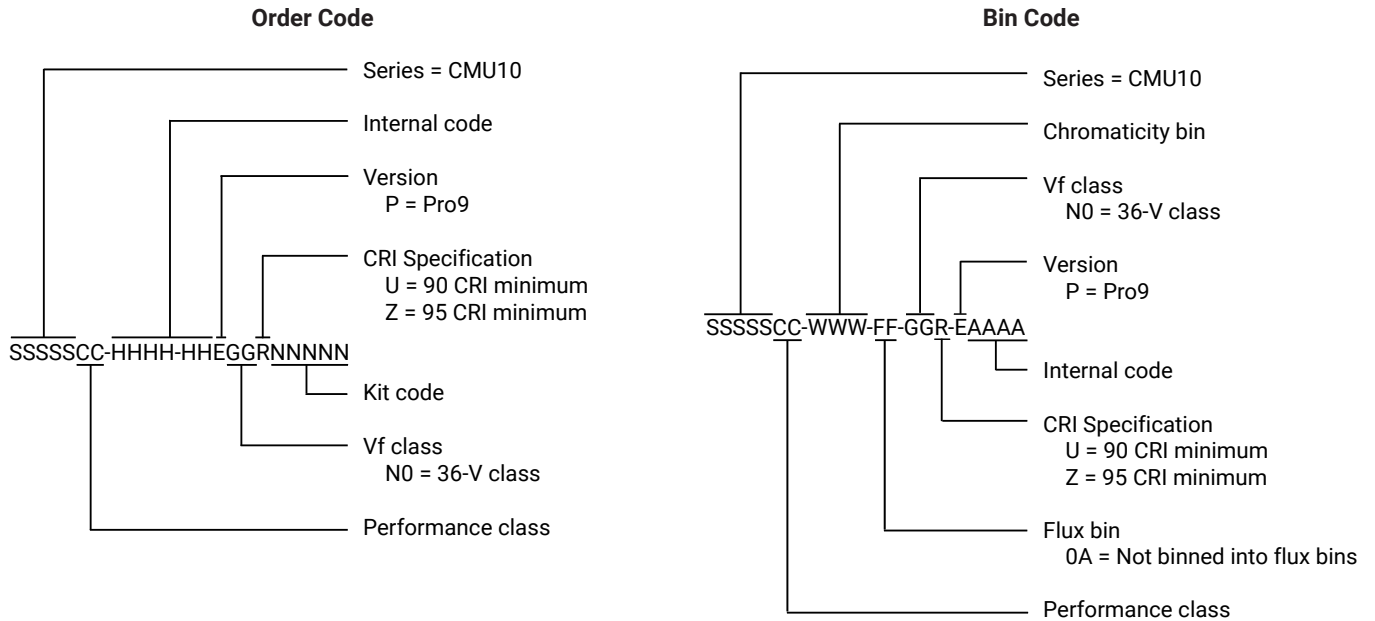 Order Code
Series = CMU10
Internal code
Version
P = Pro9
CRI Specification
U = 90 CRI minimum
Z = 95 CRI minimum
SSSSSCC-HHHH-HHEGGRNNNNN
Kit code
Vf class
N0 = 36-V class
Performance class
Bin Code
Series = CMU10
Chromaticity bin
Vf class
N0 = 36-V class
Version
P = Pro9
SSSSSCC-WWW-FF-GGR-EAAAA
Internal code
CRI Specification
U = 90 CRI minimum
Z = 95 CRI minimum
Flux bin
0A = Not binned into flux bins
Performance class